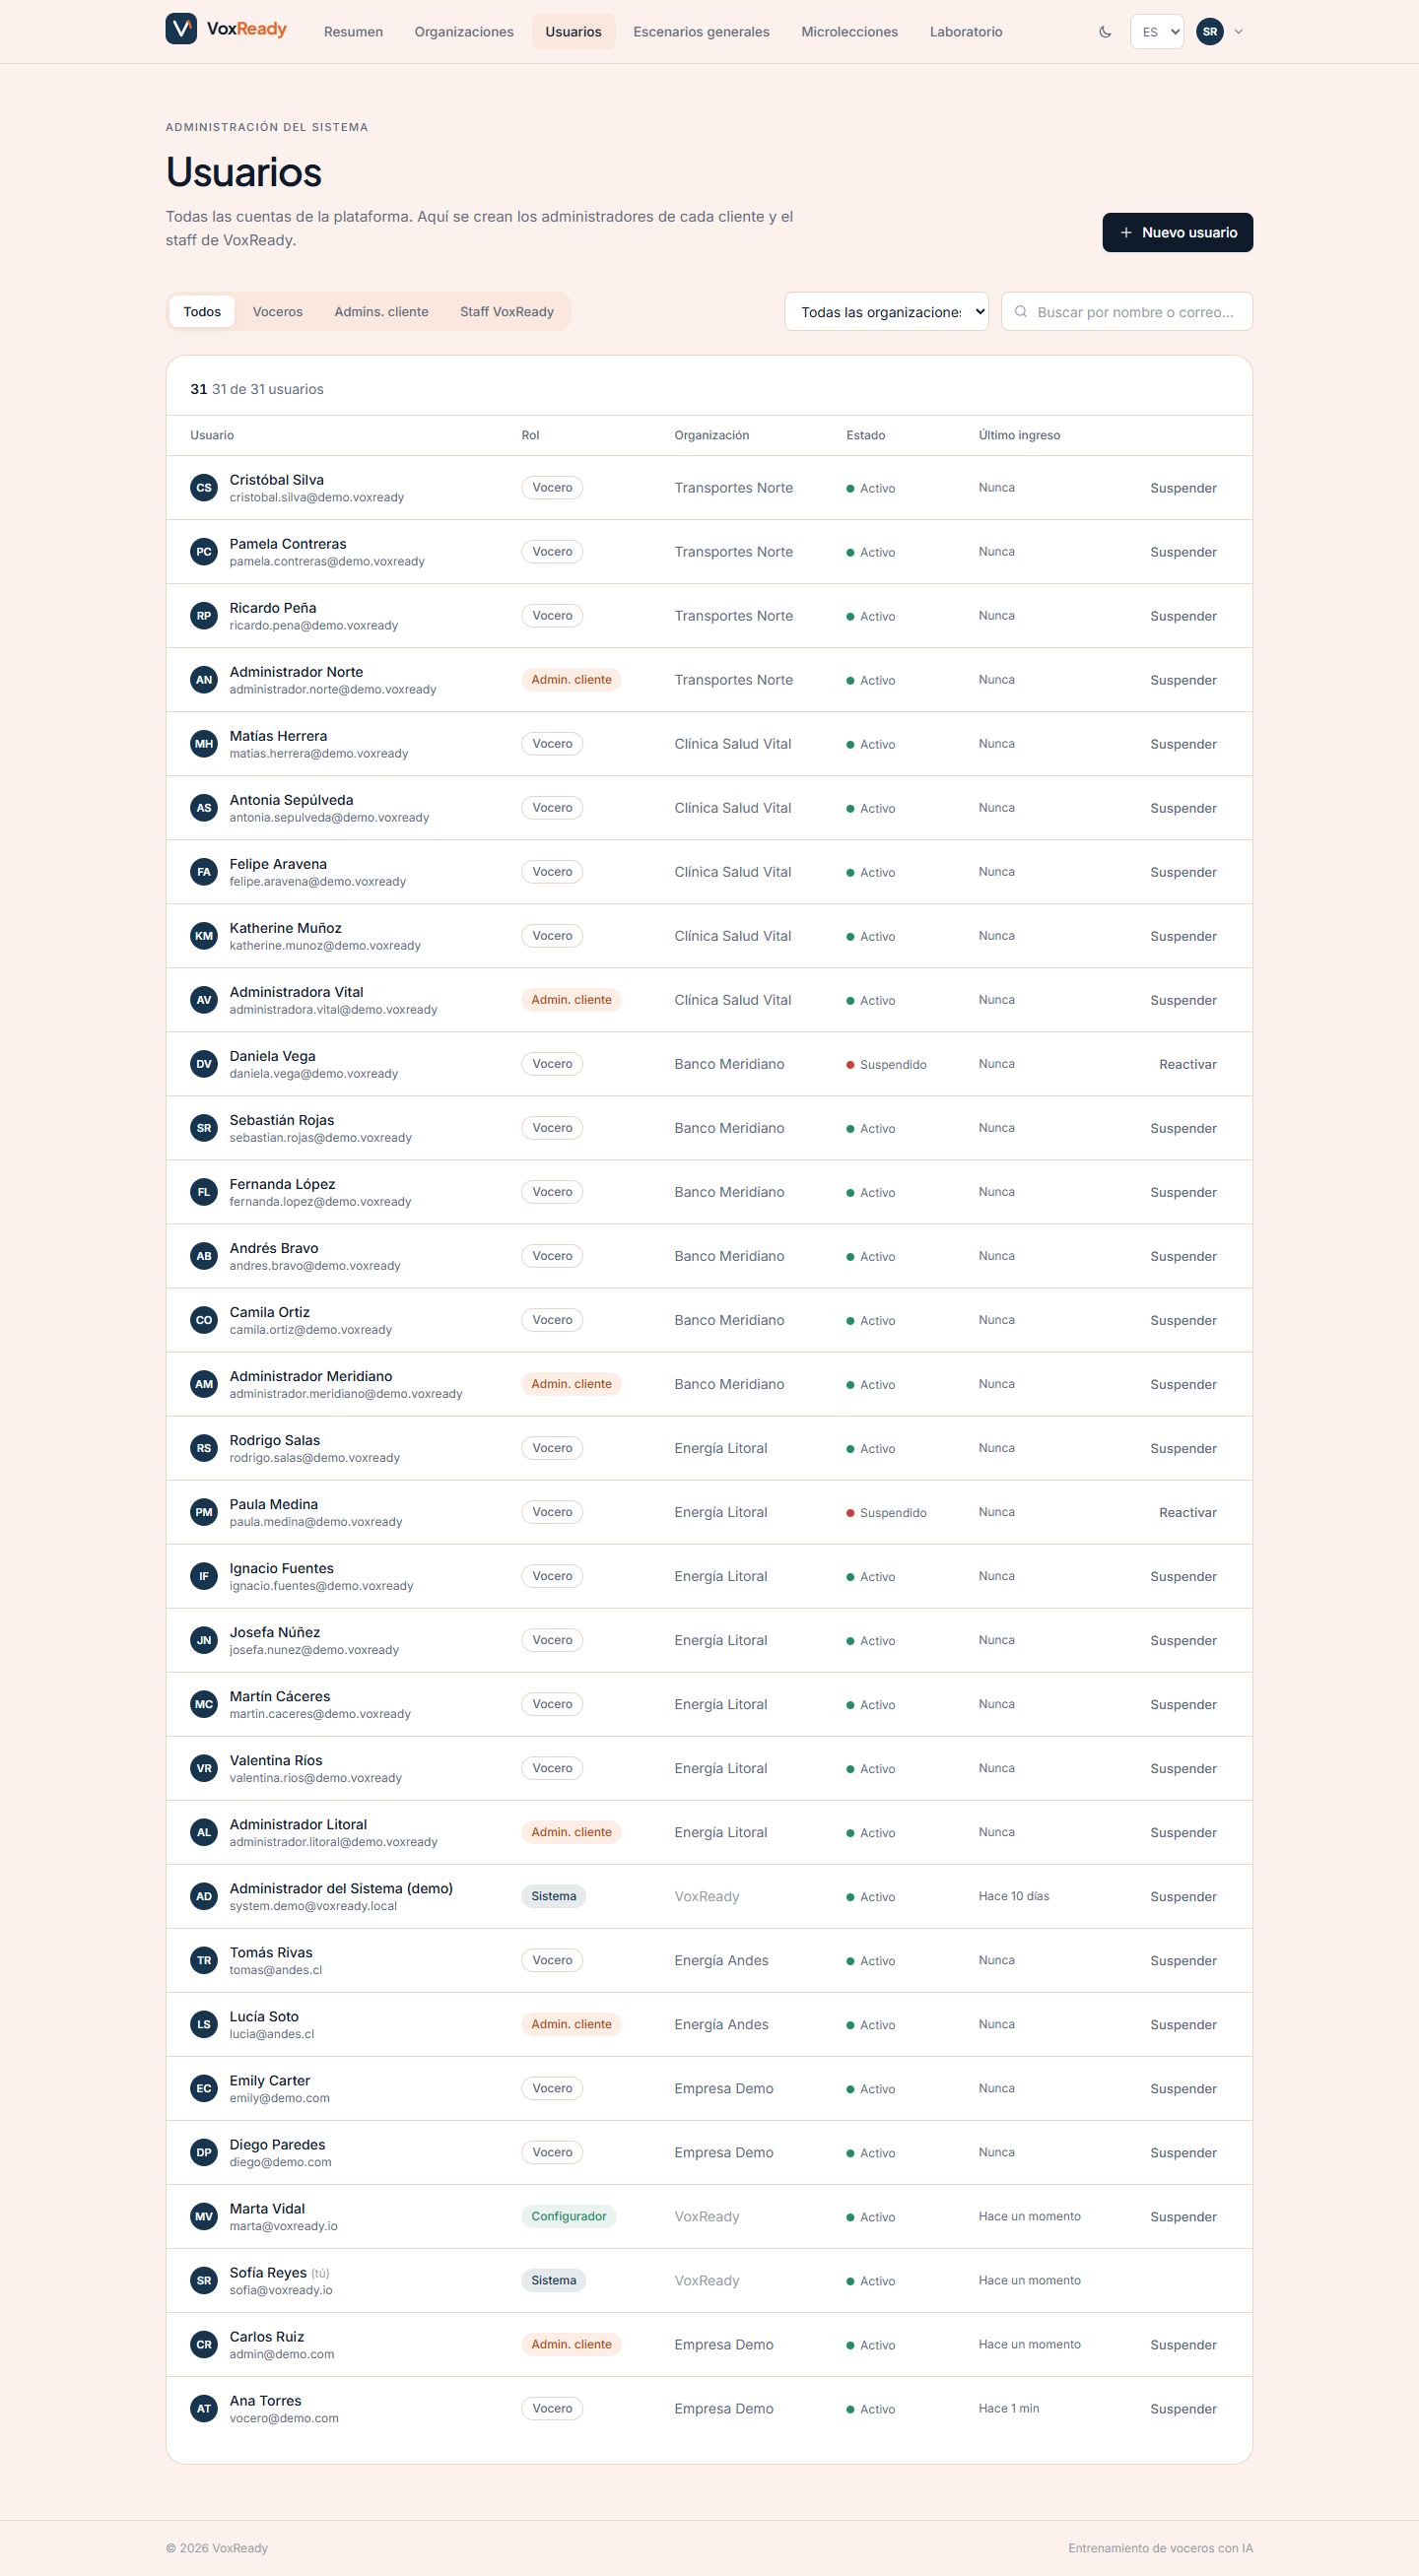 VoxReady
Resumen
Organizaciones
Usuarios
Escenarios generales
Microlecciones
Laboratorio
ES
SR
ADMINISTRACIÓN DEL SISTEMA
Usuarios
Todas las cuentas de la plataforma. Aquí se crean los administradores de cada cliente y el
staff de VoxReady.
Nuevo usuario
Todos
Voceros
Admins. cliente
Staff VoxReady
Todas las organizaciones
Buscar por nombre o correo...
31 31 de 31 usuarios
Usuario Rol Organización Estado Último ingreso
CS Cristóbal Silva Vocero Transportes Norte Activo Nunca Suspender
cristobal.silva@demo.voxready
PC Pamela Contreras Vocero Transportes Norte Activo Nunca Suspender
pamela.contreras@demo.voxready
RP Ricardo Peña Vocero Transportes Norte Activo Nunca Suspender
ricardo.pena@demo.voxready
AN Administrador Norte Admin. cliente Transportes Norte Activo Nunca Suspender
administrador.norte@demo.voxready
MH Matías Herrera Vocero Clínica Salud Vital Activo Nunca Suspender
matias.herrera@demo.voxready
AS Antonia Sepúlveda Vocero Clínica Salud Vital Activo Nunca Suspender
antonia.sepulveda@demo.voxready
FA Felipe Aravena Vocero Clínica Salud Vital Activo Nunca Suspender
felipe.aravena@demo.voxready
KM Katherine Muñoz Vocero Clínica Salud Vital Activo Nunca Suspender
katherine.munoz@demo.voxready
AV Administradora Vital Admin. cliente Clínica Salud Vital Activo Nunca Suspender
administradora.vital@demo.voxready
DV Daniela Vega Vocero Banco Meridiano Suspendido Nunca Reactivar
daniela.vega@demo.voxready
SR Sebastián Rojas Vocero Banco Meridiano Activo Nunca Suspender
sebastian.rojas@demo.voxready
FL Fernanda López Vocero Banco Meridiano Activo Nunca Suspender
fernanda.lopez@demo.voxready
AB Andrés Bravo Vocero Banco Meridiano Activo Nunca Suspender
andres.bravo@demo.voxready
CO Camila Ortiz Vocero Banco Meridiano Activo Nunca Suspender
camila.ortiz@demo.voxready
AM Administrador Meridiano Admin. cliente Banco Meridiano Activo Nunca Suspender
administrador.meridiano@demo.voxready
RS Rodrigo Salas Vocero Energía Litoral Activo Nunca Suspender
rodrigo.salas@demo.voxready
PM Paula Medina Vocero Energía Litoral Suspendido Nunca Reactivar
paula.medina@demo.voxready
IF Ignacio Fuentes Vocero Energía Litoral Activo Nunca Suspender
ignacio.fuentes@demo.voxready
JN Josefa Núñez Vocero Energía Litoral Activo Nunca Suspender
josefa.nunez@demo.voxready
MC Martín Cáceres Vocero Energía Litoral Activo Nunca Suspender
martin.caceres@demo.voxready
VR Valentina Ríos Vocero Energía Litoral Activo Nunca Suspender
valentina.rios@demo.voxready
AL Administrador Litoral Admin. cliente Energía Litoral Activo Nunca Suspender
administrador.litoral@demo.voxready
AD Administrador del Sistema (demo) Sistema VoxReady Activo Hace 10 días Suspender
system.demo@voxready.local
TR Tomás Rivas Vocero Energía Andes Activo Nunca Suspender
tomas@andes.cl
LS Lucía Soto Admin. cliente Energía Andes Activo Nunca Suspender
lucia@andes.cl
EC Emily Carter Vocero Empresa Demo Activo Nunca Suspender
emily@demo.com
DP Diego Paredes Vocero Empresa Demo Activo Nunca Suspender
diego@demo.com
MV Marta Vidal Configurador VoxReady Activo Hace un momento Suspender
marta@voxready.io
SR Sofía Reyes (tú) Sistema VoxReady Activo Hace un momento
sofia@voxready.io
CR Carlos Ruiz Admin. cliente Empresa Demo Activo Hace un momento Suspender
admin@demo.com
AT Ana Torres Vocero Empresa Demo Activo Hace 1 min Suspender
vocero@demo.com
© 2026 VoxReady
Entrenamiento de voceros con IA